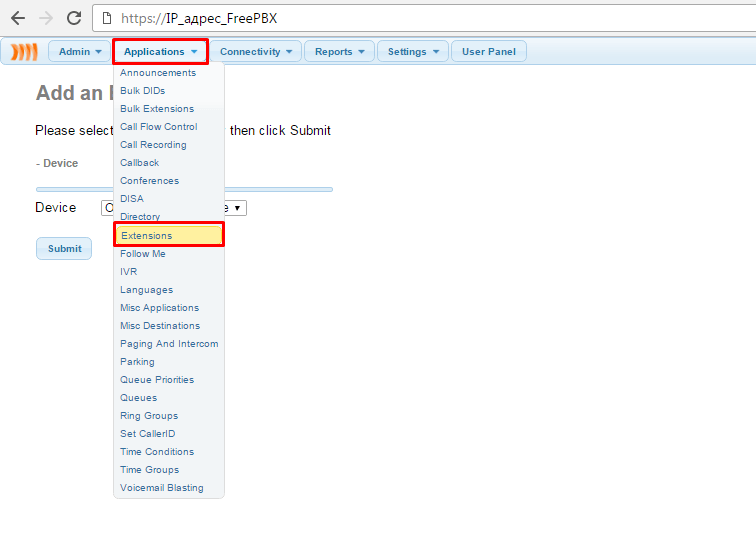 https://IP_адрес_FreePBX
Admin Applications Connectivity Reports Settings User Panel
Add an
Please select then click Submit
- Device
Device
Submit
Announcements
Bulk DIDs
Bulk Extensions
Call Flow Control
Call Recording
Callback
Conferences
DISA
Directory
Extensions
Follow Me
IVR
Languages
Misc Applications
Misc Destinations
Paging And Intercom
Parking
Queue Priorities
Queues
Ring Groups
Set CallerID
Time Conditions
Time Groups
Voicemail Blasting